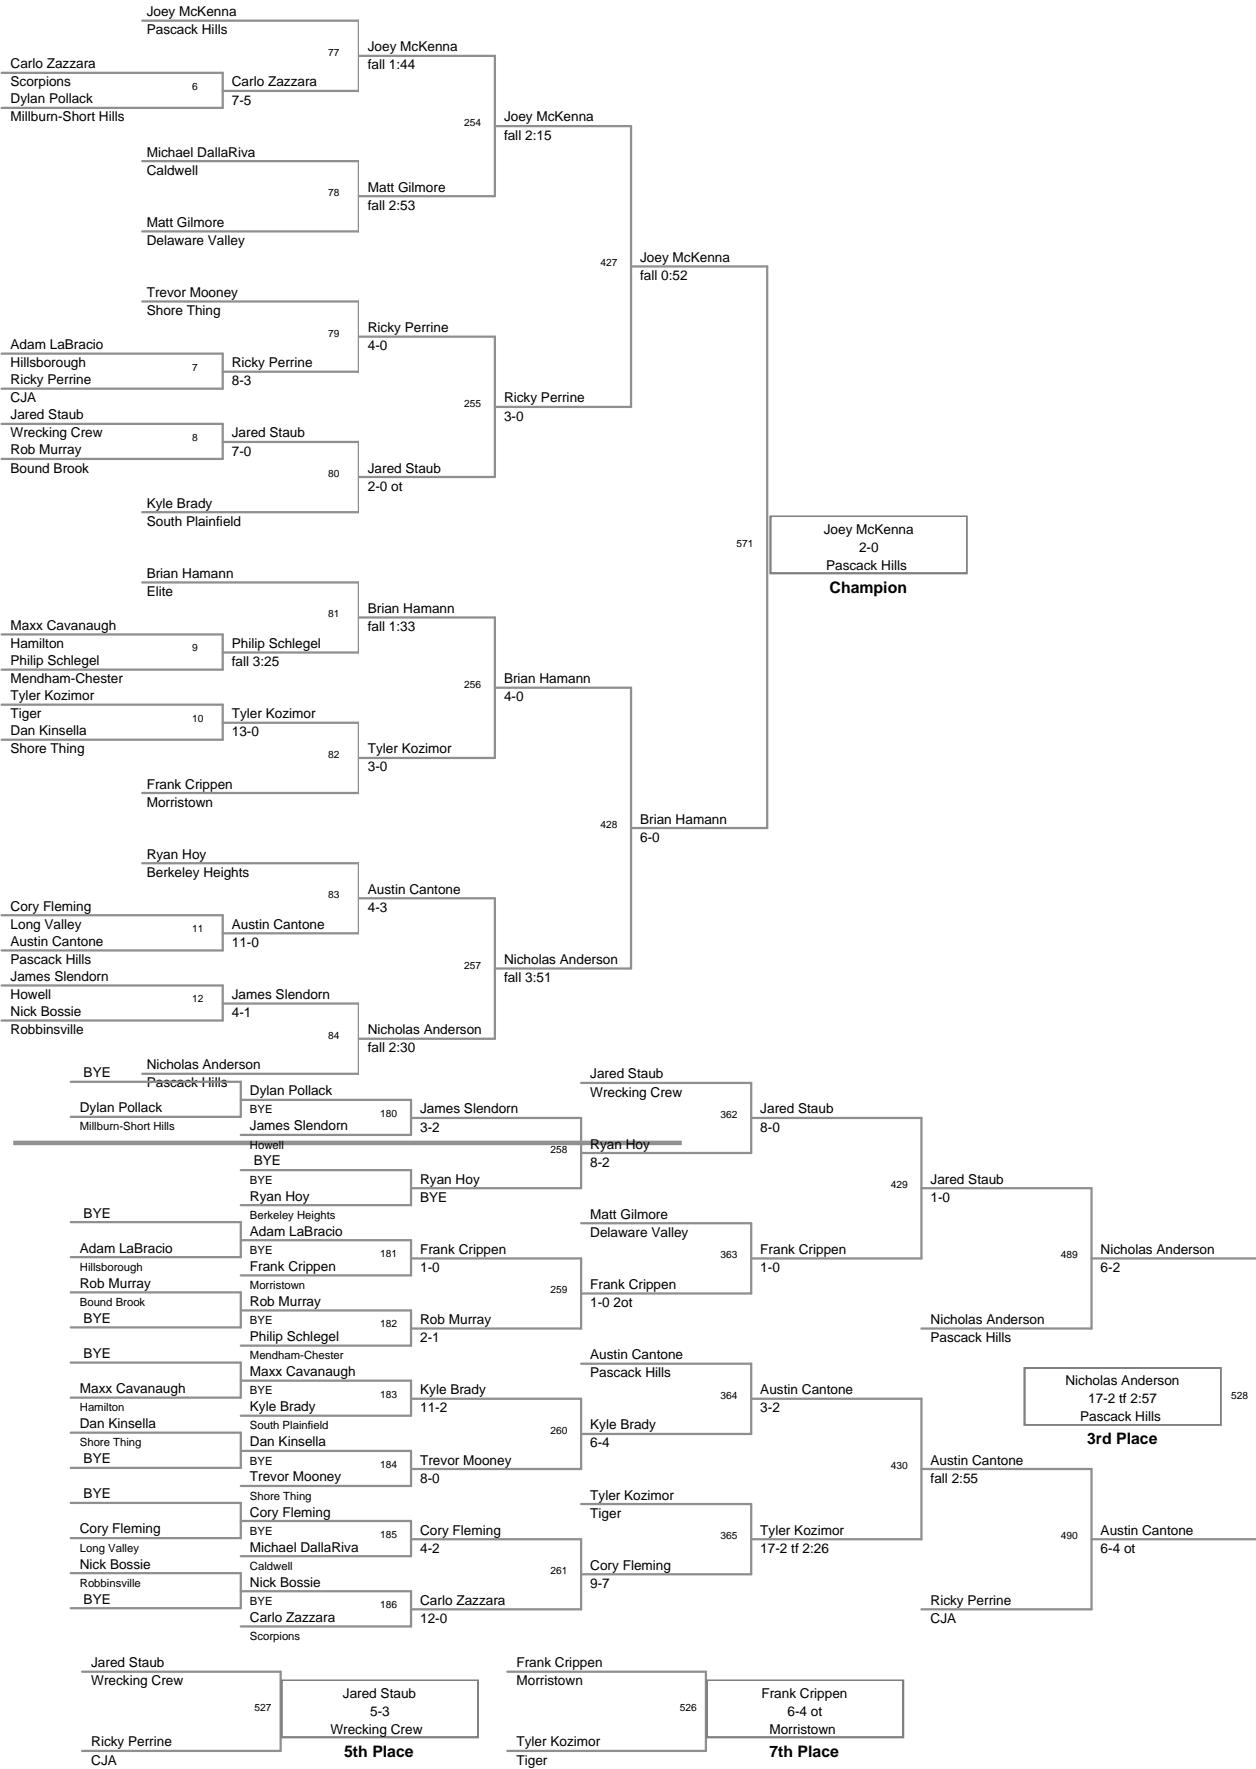 Joey McKenna
Pascack Hills
77
Joey McKenna
fall 1:44
Carlo Zazzara
Scorpions
6
Carlo Zazzara
Dylan Pollack
7-5
Millburn-Short Hills
254
Joey McKenna
fall 2:15
Michael DallaRiva
Caldwell
78
Matt Gilmore
fall 2:53
Matt Gilmore
Delaware Valley
427
Joey McKenna
fall 0:52
Trevor Mooney
Shore Thing
79
Ricky Perrine
4-0
Adam LaBracio
Hillsborough
7
Ricky Perrine
Ricky Perrine
8-3
CJA
255
Ricky Perrine
3-0
Jared Staub
Wrecking Crew
8
Jared Staub
Rob Murray
7-0
Bound Brook
80
Jared Staub
2-0 ot
Kyle Brady
South Plainfield
571
Joey McKenna
2-0
Pascack Hills
Champion
Brian Hamann
Elite
81
Brian Hamann
fall 1:33
Maxx Cavanaugh
Hamilton
9
Philip Schlegel
Philip Schlegel
fall 3:25
Mendham-Chester
256
Brian Hamann
4-0
Tyler Kozimor
Tiger
10
Tyler Kozimor
Dan Kinsella
13-0
Shore Thing
82
Tyler Kozimor
3-0
Frank Crippen
Morristown
428
Brian Hamann
6-0
Ryan Hoy
Berkeley Heights
83
Austin Cantone
4-3
Cory Fleming
Long Valley
11
Austin Cantone
Austin Cantone
11-0
Pascack Hills
257
Nicholas Anderson
fall 3:51
James Slendorn
Howell
12
James Slendorn
Nick Bossie
4-1
Robbinsville
84
Nicholas Anderson
fall 2:30
Nicholas Anderson
Pascack Hills
BYE
Dylan Pollack
Millburn-Short Hills
Dylan Pollack
BYE
180
James Slendorn
Howell
James Slendorn
3-2
BYE
BYE
Ryan Hoy
Berkeley Heights
Ryan Hoy
BYE
258
Ryan Hoy
8-2
Jared Staub
Wrecking Crew
362
Jared Staub
8-0
429
Jared Staub
1-0
BYE
Adam LaBracio
Hillsborough
Adam LaBracio
BYE
181
Frank Crippen
Morristown
Frank Crippen
1-0
Rob Murray
Bound Brook
BYE
Rob Murray
BYE
182
Philip Schlegel
Mendham-Chester
Rob Murray
2-1
259
Frank Crippen
1-0 2ot
Matt Gilmore
Delaware Valley
363
Frank Crippen
1-0
489
Nicholas Anderson
6-2
Nicholas Anderson
Pascack Hills
BYE
Maxx Cavanaugh
Hamilton
Maxx Cavanaugh
BYE
183
Kyle Brady
South Plainfield
Kyle Brady
11-2
Dan Kinsella
Shore Thing
BYE
Dan Kinsella
BYE
184
Trevor Mooney
Shore Thing
Trevor Mooney
8-0
260
Kyle Brady
6-4
Austin Cantone
Pascack Hills
364
Austin Cantone
3-2
Nicholas Anderson
17-2 tf 2:57
Pascack Hills
528
3rd Place
430
Austin Cantone
fall 2:55
BYE
Cory Fleming
Long Valley
Cory Fleming
BYE
185
Michael DallaRiva
Caldwell
Cory Fleming
4-2
Nick Bossie
Robbinsville
BYE
Nick Bossie
BYE
186
Carlo Zazzara
Scorpions
Carlo Zazzara
12-0
261
Cory Fleming
9-7
Tyler Kozimor
Tiger
365
Tyler Kozimor
17-2 tf 2:26
490
Austin Cantone
6-4 ot
Ricky Perrine
CJA
Jared Staub
Wrecking Crew
527
Ricky Perrine
CJA
Jared Staub
5-3
Wrecking Crew
5th Place
Frank Crippen
Morristown
526
Tyler Kozimor
Tiger
Frank Crippen
6-4 ot
Morristown
7th Place